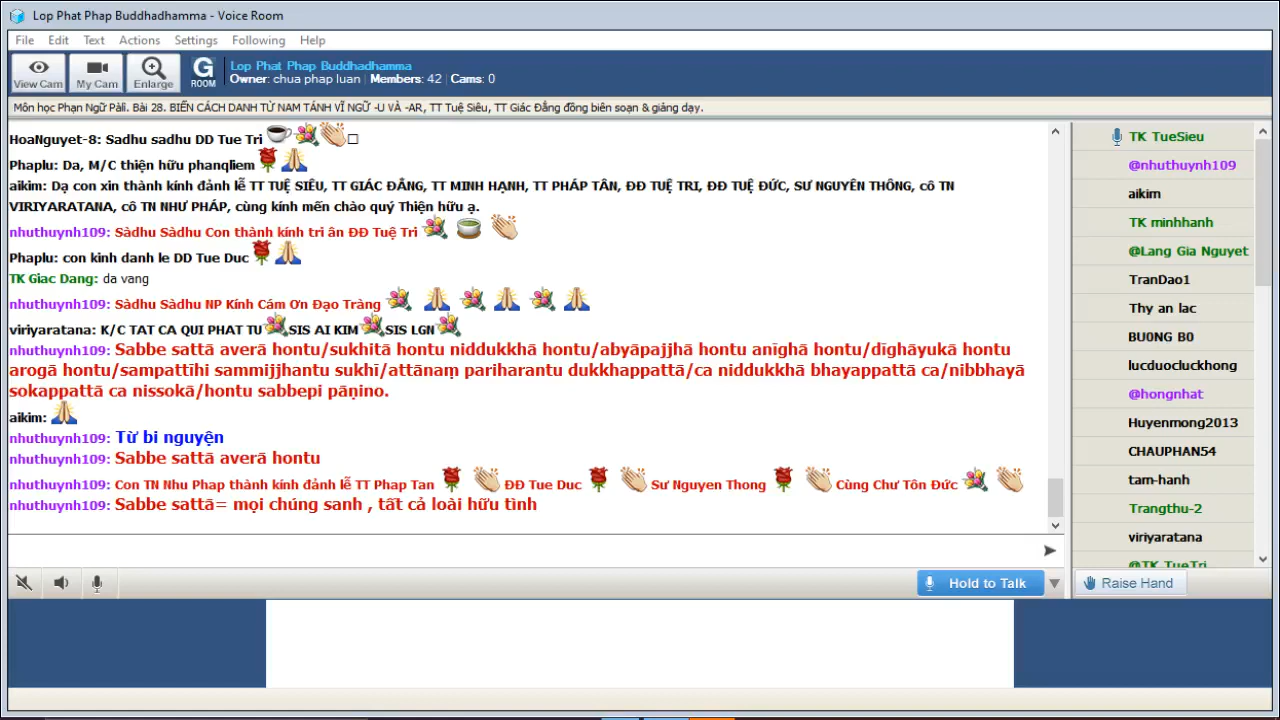 Lop Phat Phap Buddhadhamma - Voice Room
File Edit Text Actions Settings Following Help
View Cam My Cam Enlarge G ROOM
Lop Phat Phap Buddhadhamma
Owner: chua phap luan | Members: 42 | Cams: 0
Môn học Phạn Ngữ Pàli. Bài 28. BIẾN CÁCH DANH TỪ NAM TÁNH VĨ NGỮ -U VÀ -AR, TT Tuệ Siêu, TT Giác Đẳng đồng biên soạn & giảng dạy.
HoaNguyet-8: Sadhu sadhu DD Tue Tri
Phaplu: Da, M/C thiện hữu phanqliem
aikim: Dạ con xin thành kính đảnh lễ TT TUỆ SIÊU, TT GIÁC ĐẲNG, TT MINH HẠNH, TT PHÁP TÂN, ĐĐ TUỆ TRI, ĐĐ TUỆ ĐỨC, SƯ NGUYÊN THÔNG, cô TN
VIRIYARATANA, cô TN NHƯ PHÁP, cùng kính mến chào quý Thiện hữu ạ.
nhuthuynh109: Sàdhu Sàdhu Con thành kính tri ân ĐĐ Tuệ Tri
Phaplu: con kinh danh le DD Tue Duc
TK Giac Dang: da vang
nhuthuynh109: Sàdhu Sàdhu NP Kính Cám Ơn Đạo Tràng
viriyaratana: K/C TAT CA QUI PHAT TU SIS AI KIM SIS LGN
nhuthuynh109: Sabbe sattā averā hontu/sukhitā hontu niddukkhā hontu/abyāpajjhā hontu anīghā hontu/dīghāyukā hontu
arogā hontu/sampattīhi sammijjhantu sukhī/attānaṃ pariharantu dukkhappattā/ca niddukkhā bhayappattā ca/nibbhayā
sokappattā ca nissokā/hontu sabbepi pāṇino.
aikim:
nhuthuynh109: Từ bi nguyện
nhuthuynh109: Sabbe sattā averā hontu
nhuthuynh109: Con TN Nhu Phap thành kính đảnh lễ TT Phap Tan ĐĐ Tue Duc Sư Nguyen Thong Cùng Chư Tôn Đức
nhuthuynh109: Sabbe sattā= mọi chúng sanh , tất cả loài hữu tình
Hold to Talk
TK TueSieu
@nhuthuynh109
aikim
TK minhhanh
@Lang Gia Nguyet
TranDao1
Thy an lac
BU0NG B0
lucduocluckhong
@hongnhat
Huyenmong2013
CHAUPHAN54
tam-hanh
Trangthu-2
viriyaratana
@TK TueTri
Raise Hand